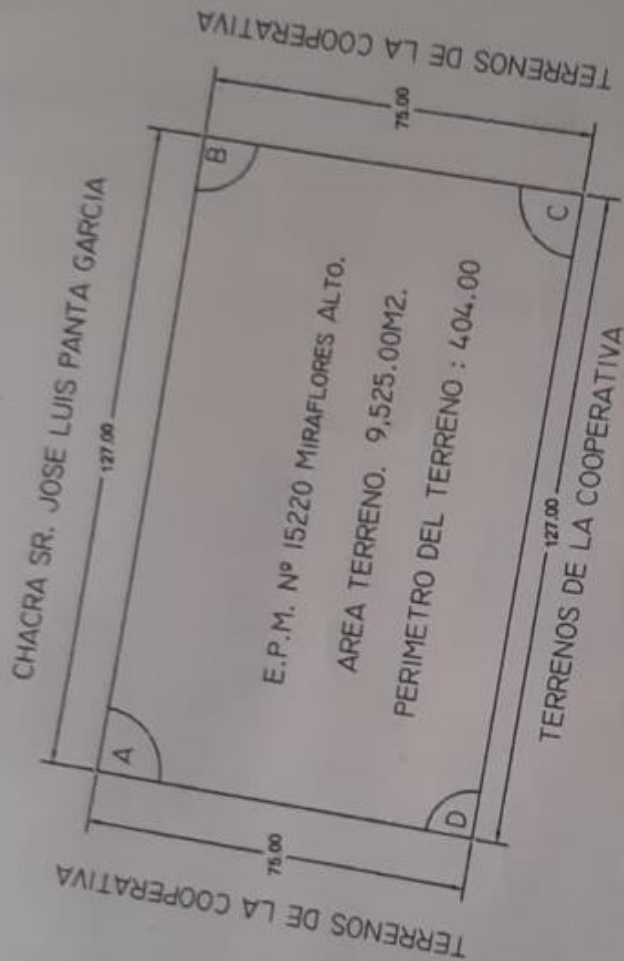 CHACRA SR. JOSE LUIS PANTA GARCIA
127.00
TERRENOS DE LA COOPERATIVA
75.00
A
B
E.P.M. Nº 15220 MIRAFLORES ALTO.
AREA TERRENO. 9,525.00M2.
PERIMETRO DEL TERRENO : 404.00
75.00
TERRENOS DE LA COOPERATIVA
D
C
127.00
TERRENOS DE LA COOPERATIVA